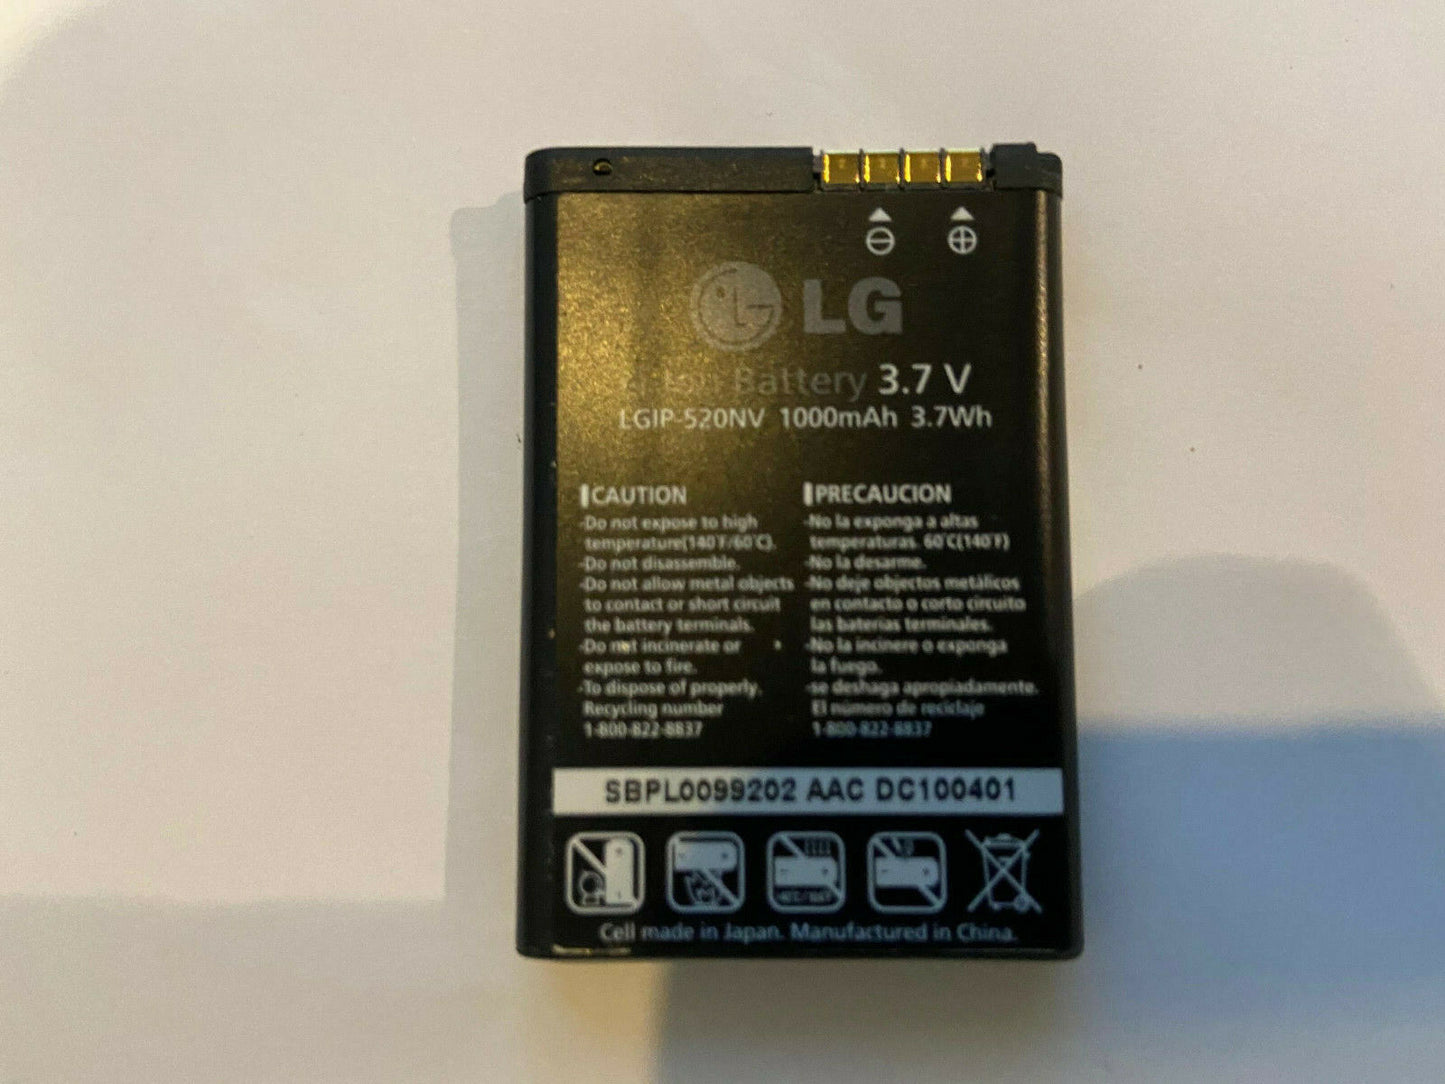 LG
Li-Ion Battery 3.7 V
LGIP-520NV 1000mAh 3.7Wh
CAUTION
-Do not expose to high
temperature(140°F/60°C).
-Do not disassemble.
-Do not allow metal objects
to contact or short circuit
the battery terminals.
-Do not incinerate or
expose to fire.
-To dispose of properly.
Recycling number
1-800-822-8837
PRECAUCION
-No la exponga a altas
temperaturas. 60°C(140°F)
-No la desarme.
-No deje objectos metálicos
en contacto o corto circuito
las baterías terminales.
-No la incinere o exponga
la fuego.
-se deshaga apropiadamente.
El número de reciclaje
1-800-822-8837
SBPL0099202 AAC DC100401
Cell made in Japan. Manufactured in China.